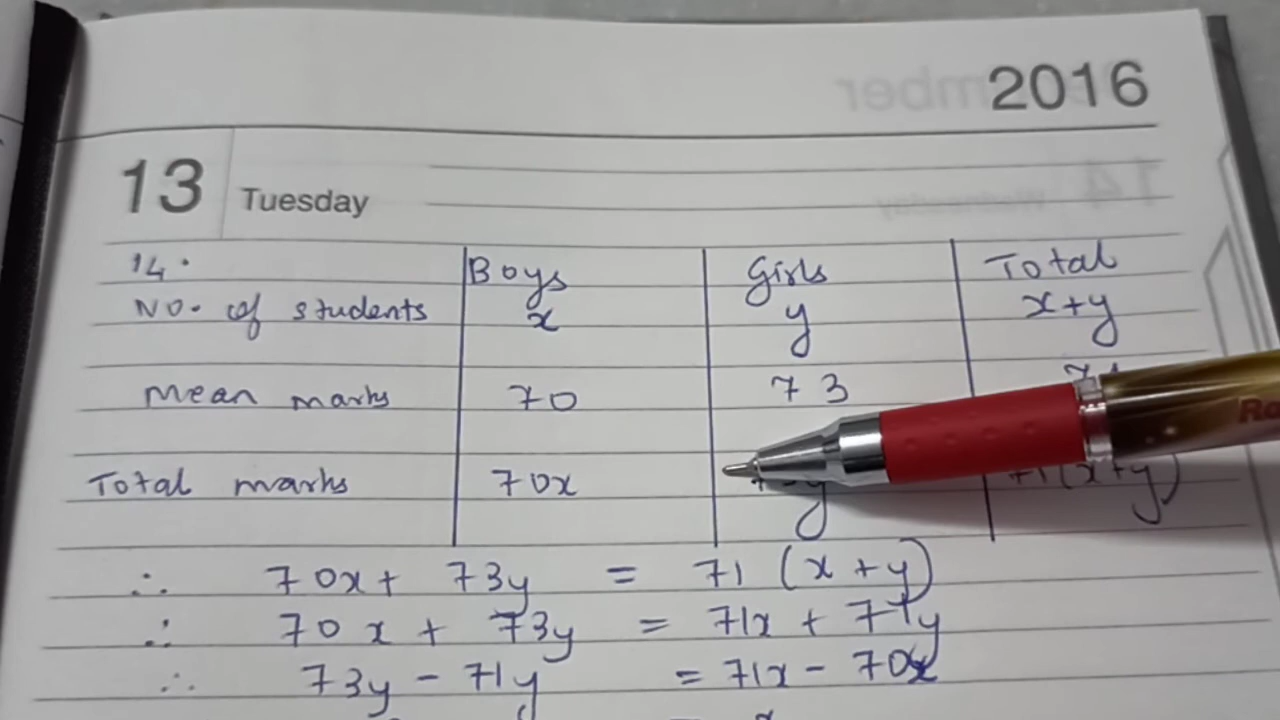 2016
13 Tuesday
14. Boys Girls Total
No. of students x y x+y
Mean marks 70 73
Total marks 70x 71(x+y)
∴ 70x + 73y = 71 (x+y)
∴ 70x + 73y = 71x + 71y
∴ 73y - 71y = 71x - 70x